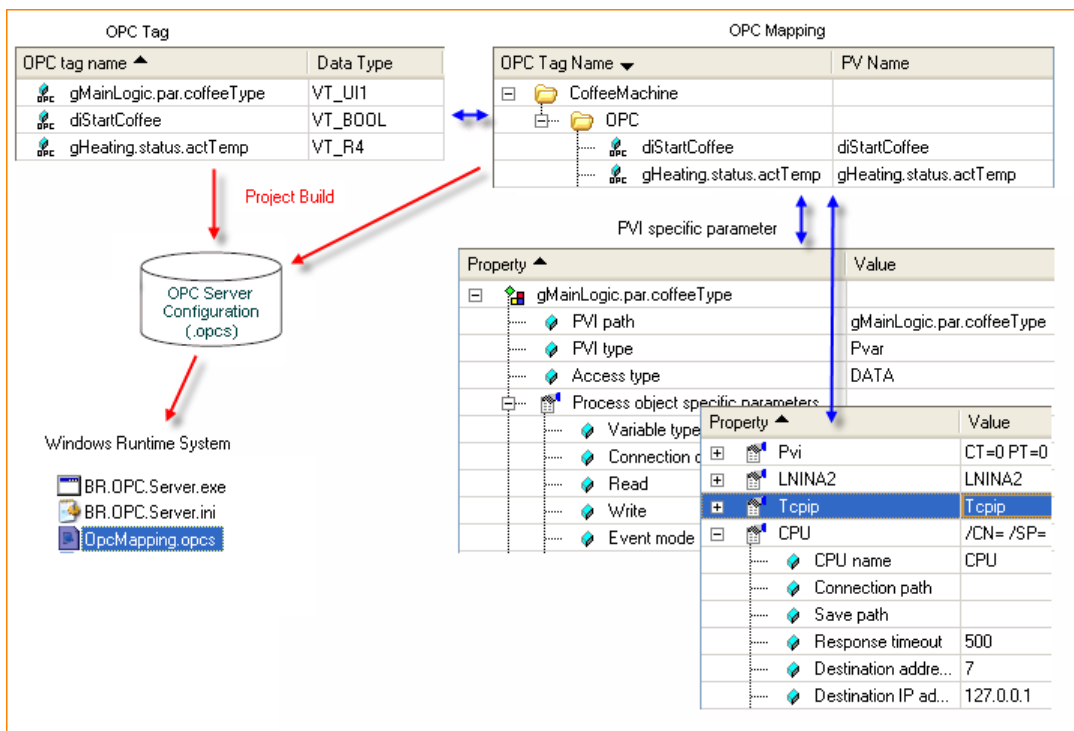 OPC Tag
OPC tag name Data Type
gMainLogic.par.coffeeType VT_UI1
diStartCoffee VT_BOOL
gHeating.status.actTemp VT_R4
OPC Mapping
OPC Tag Name PV Name
CoffeeMachine
OPC
diStartCoffee diStartCoffee
gHeating.status.actTemp gHeating.status.actTemp
Project Build
PVI specific parameter
OPC Server
Configuration
(.opcs)
Property Value
gMainLogic.par.coffeeType
PVI path gMainLogic.par.coffeeType
PVI type Pvar
Access type DATA
Process object specific parameters
Variable type
Connection
Read
Write
Event mode
Property Value
Pvi CT=0 PT=0
LNINA2 LNINA2
Tcpip Tcpip
CPU /CN= /SP=
CPU name CPU
Connection path
Save path
Response timeout 500
Destination addre... 7
Destination IP ad... 127.0.0.1
Windows Runtime System
BR.OPC.Server.exe
BR.OPC.Server.ini
OpcMapping.opcs